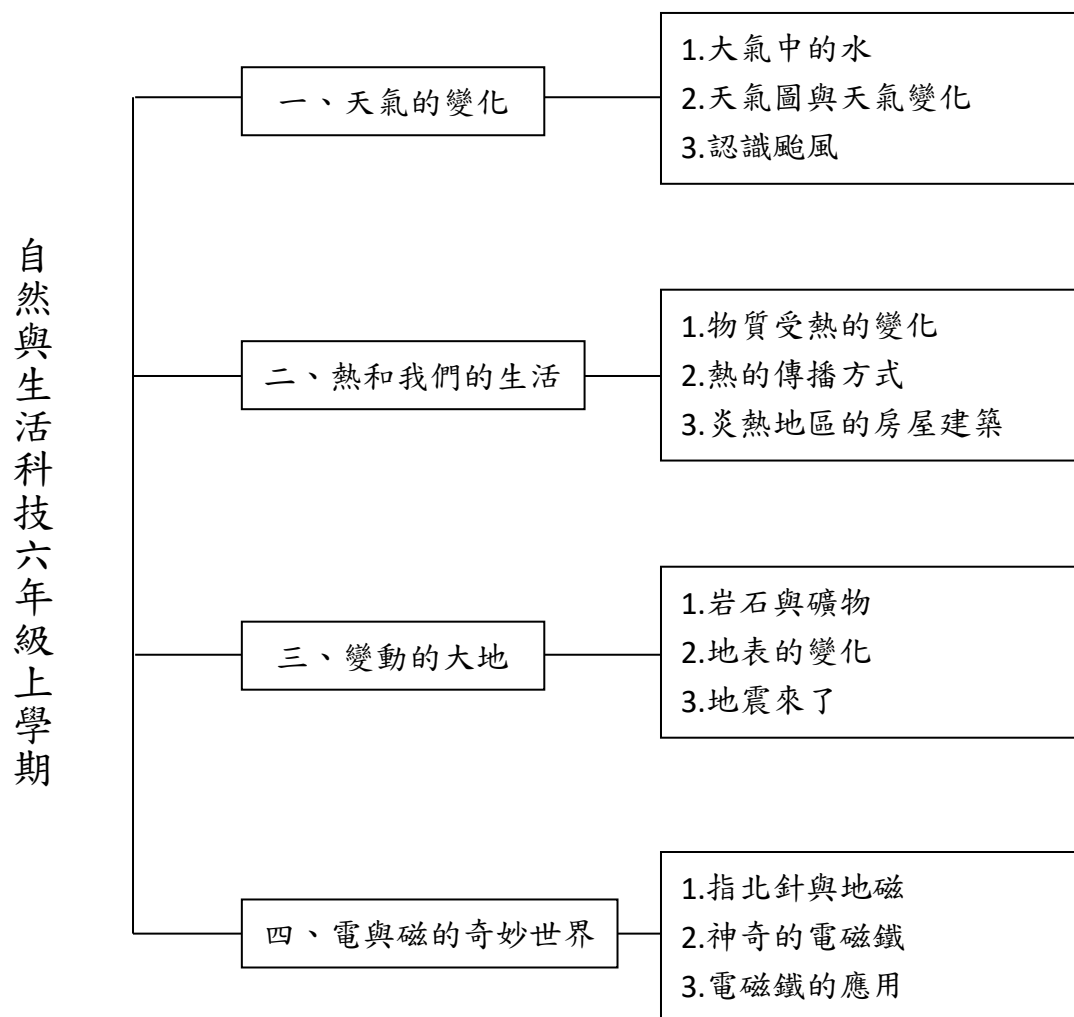 自然與生活科技六年級上學期
一、天氣的變化
1.大氣中的水
2.天氣圖與天氣變化
3.認識颱風
二、熱和我們的生活
1.物質受熱的變化
2.熱的傳播方式
3.炎熱地區的房屋建築
三、變動的大地
1.岩石與礦物
2.地表的變化
3.地震來了
四、電與磁的奇妙世界
1.指北針與地磁
2.神奇的電磁鐵
3.電磁鐵的應用